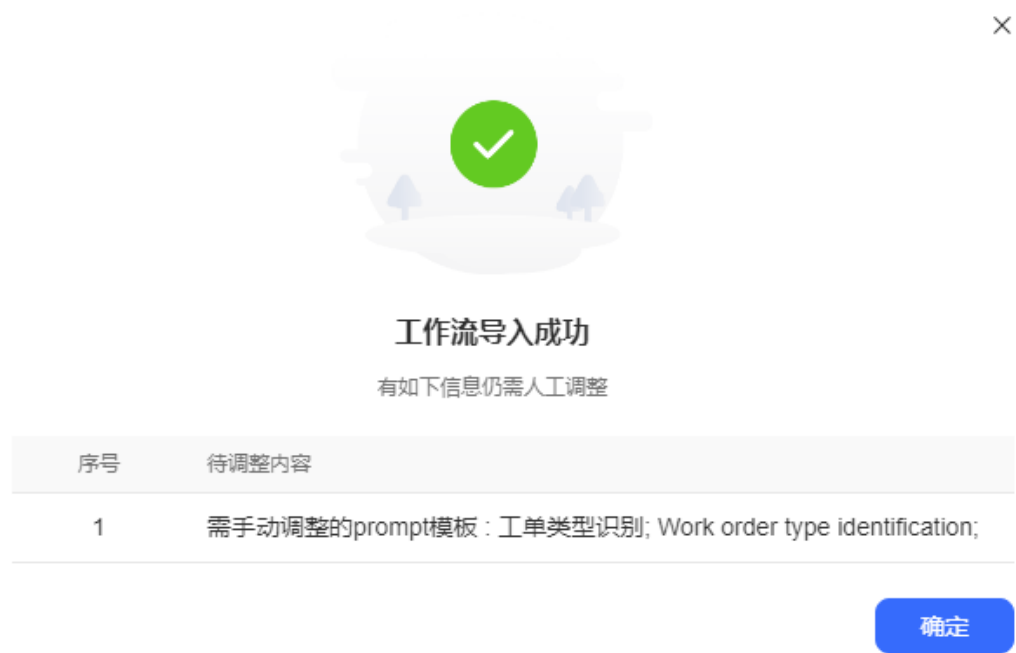 工作流导入成功
有如下信息仍需人工调整
序号 待调整内容
1 需手动调整的prompt模板 : 工单类型识别; Work order type identification;
确定